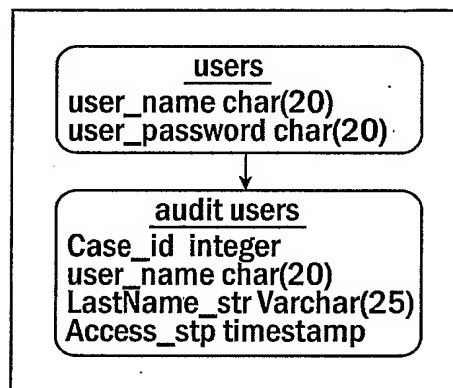 users
user_name char(20)
user_password char(20)
audit users
Case_id integer
user_name char(20)
LastName_str Varchar(25)
Access_stp timestamp